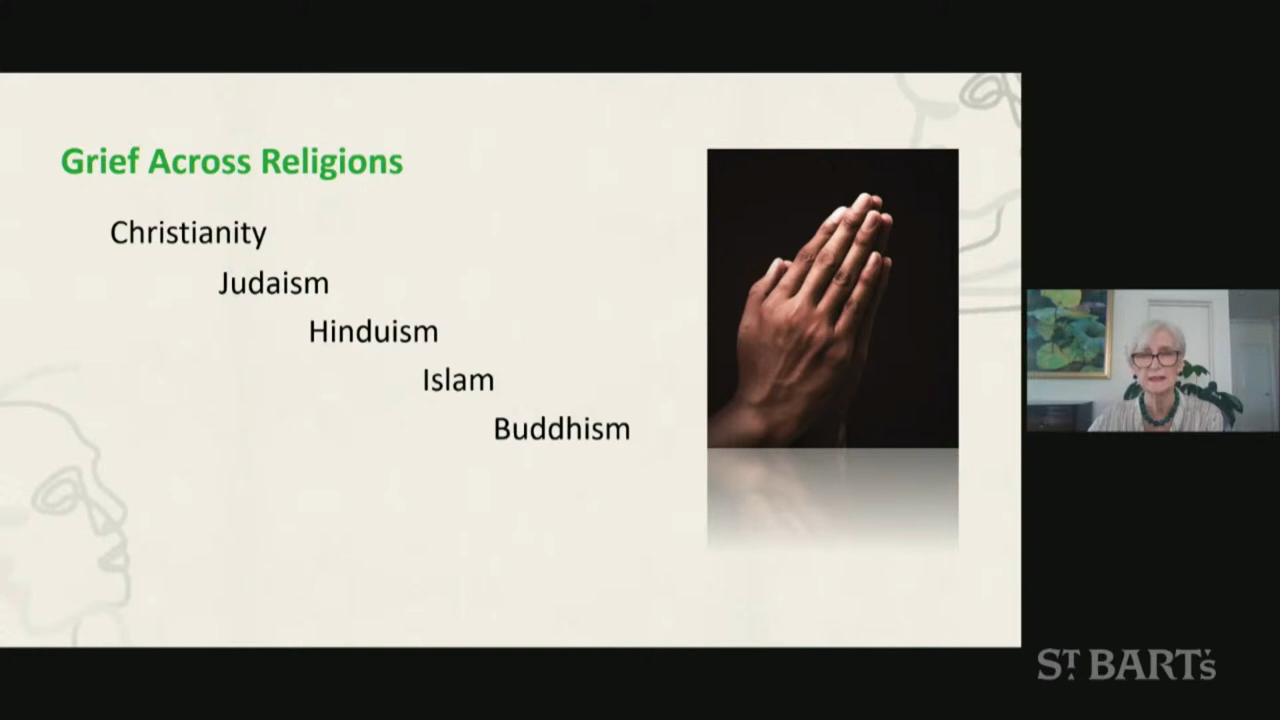 Grief Across Religions
Christianity
Judaism
Hinduism
Islam
Buddhism
ST BART's